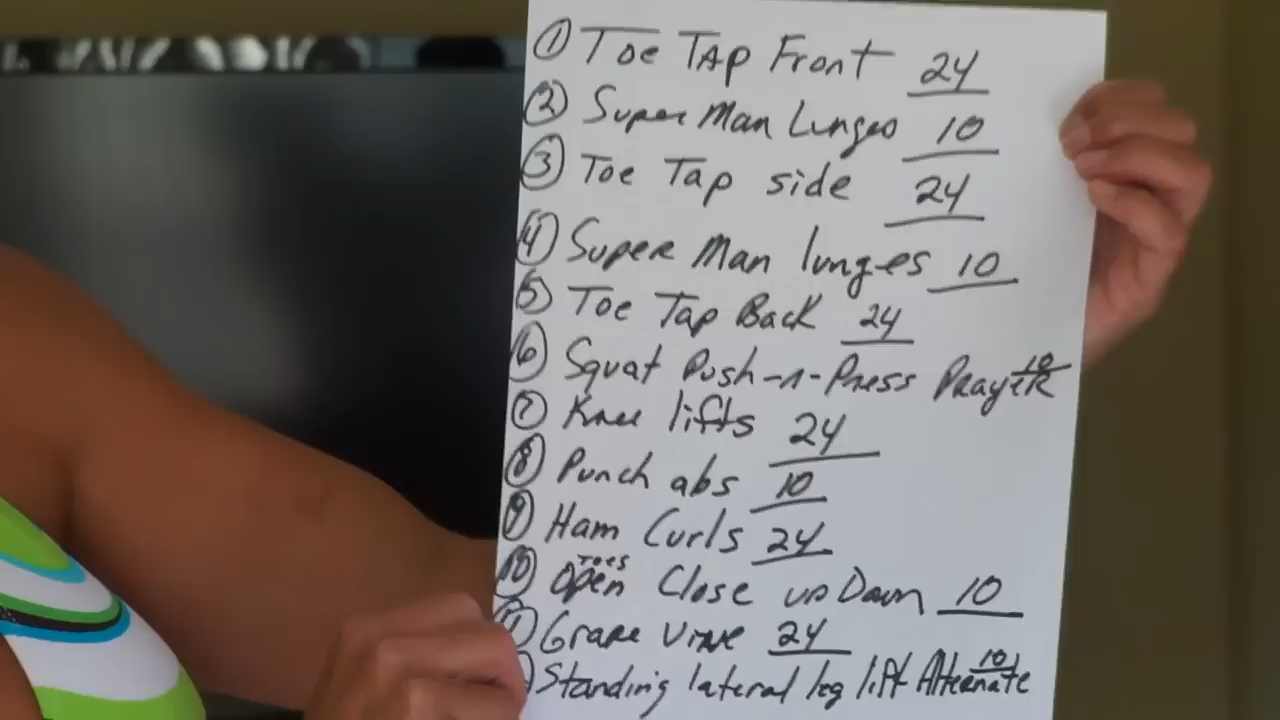 ① Toe TAP Front 24
② Super Man Lunges 10
③ Toe Tap side 24
④ Super Man lunges 10
⑤ Toe Tap Back 24
⑥ Squat Push-n-Press Prayer 10
⑦ Knee lifts 24
⑧ Punch abs 10
⑨ Ham Curls 24
⑩ Toes Open Close up Down 10
⑪ Grape Vine 24
Standing lateral leg lift Alternate 10